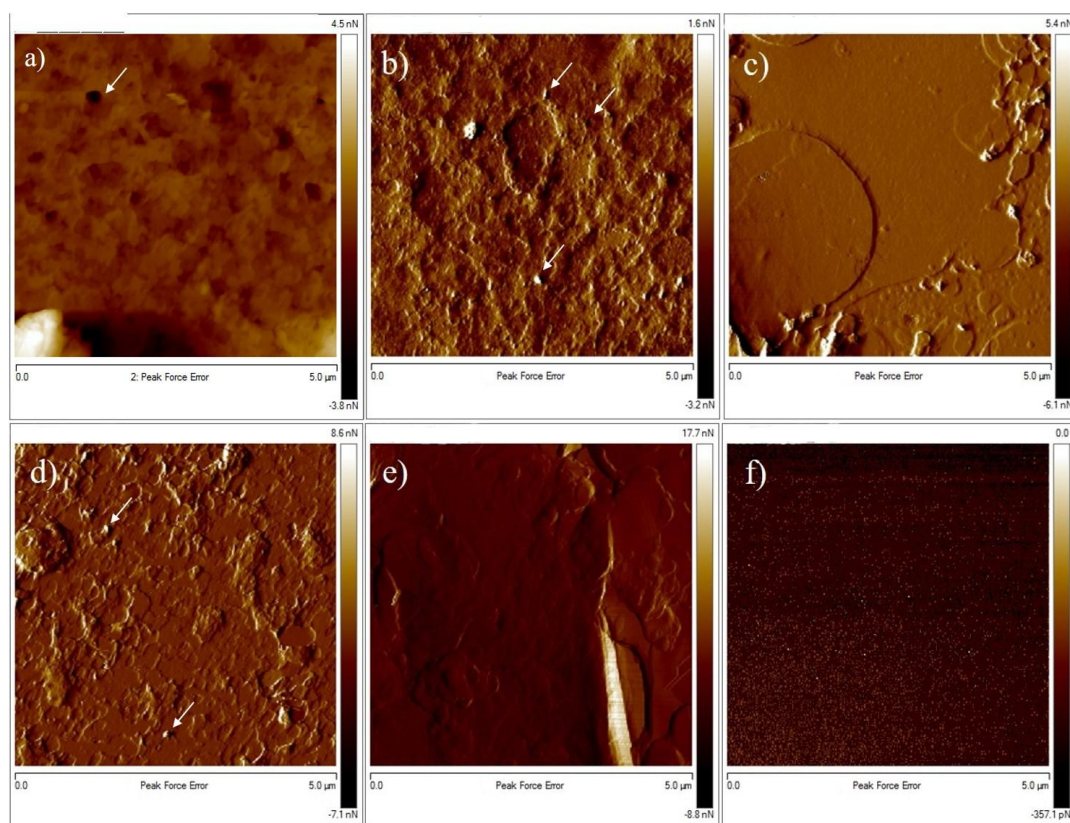 4.5 nN
a)
0.0 2: Peak Force Error 5.0 µm
-3.8 nN
1.6 nN
b)
0.0 Peak Force Error 5.0 µm
-3.2 nN
5.4 nN
c)
0.0 Peak Force Error 5.0 µm
-6.1 nN
8.6 nN
d)
0.0 Peak Force Error 5.0 µm
-7.1 nN
17.7 nN
e)
0.0 Peak Force Error 5.0 µm
-8.8 nN
0.0
f)
0.0 Peak Force Error 5.0 µm
-357.1 pN